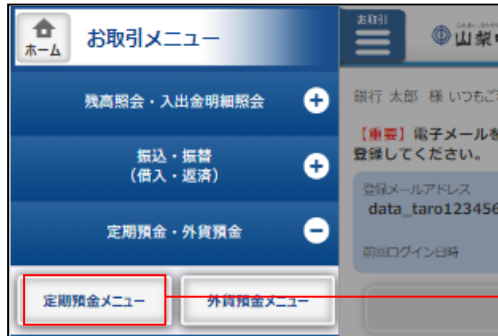 ホーム
お取引メニュー
残高照会・入出金明細照会
振込・振替
(借入・返済)
定期預金・外貨預金
定期預金メニュー
外貨預金メニュー
お取引
山梨
銀行 太郎 様 いつもご
【重要】電子メールを
登録してください。
登録メールアドレス
data_taro123456
前回ログイン日時